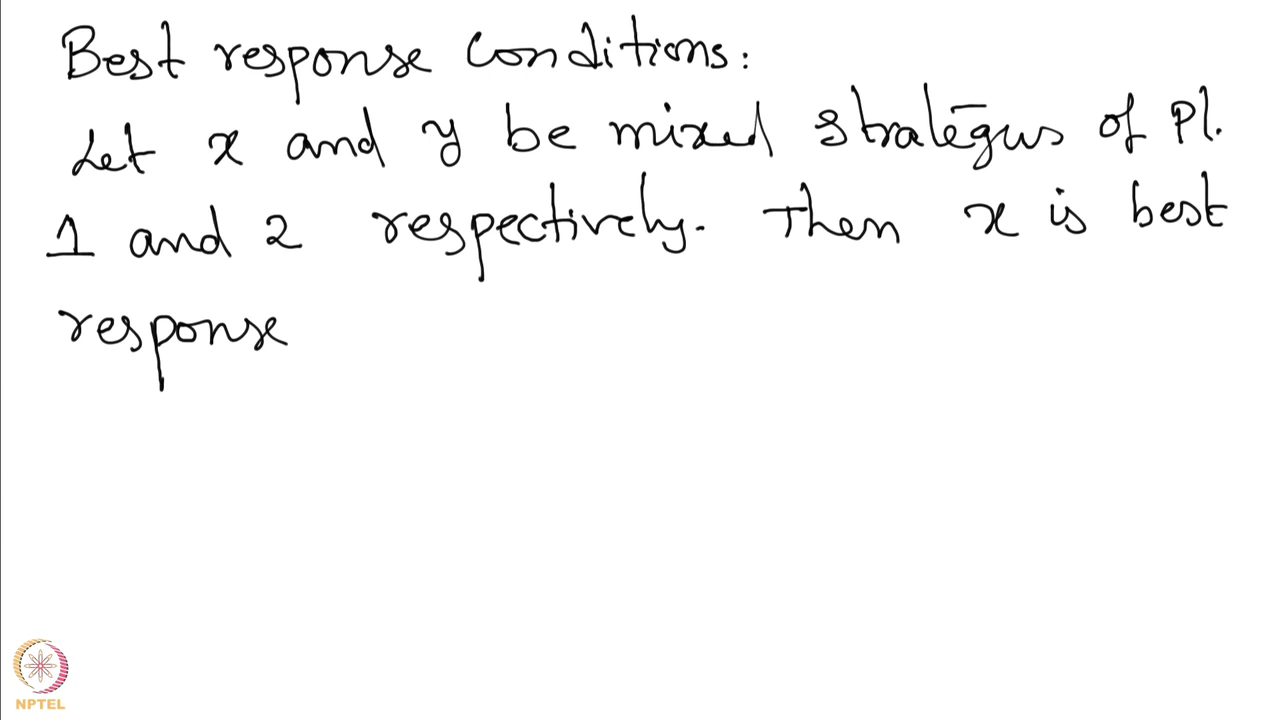 Best response conditions:
Let x and y be mixed strategies of Pl.
1 and 2 respectively. Then x is best
response
NPTEL